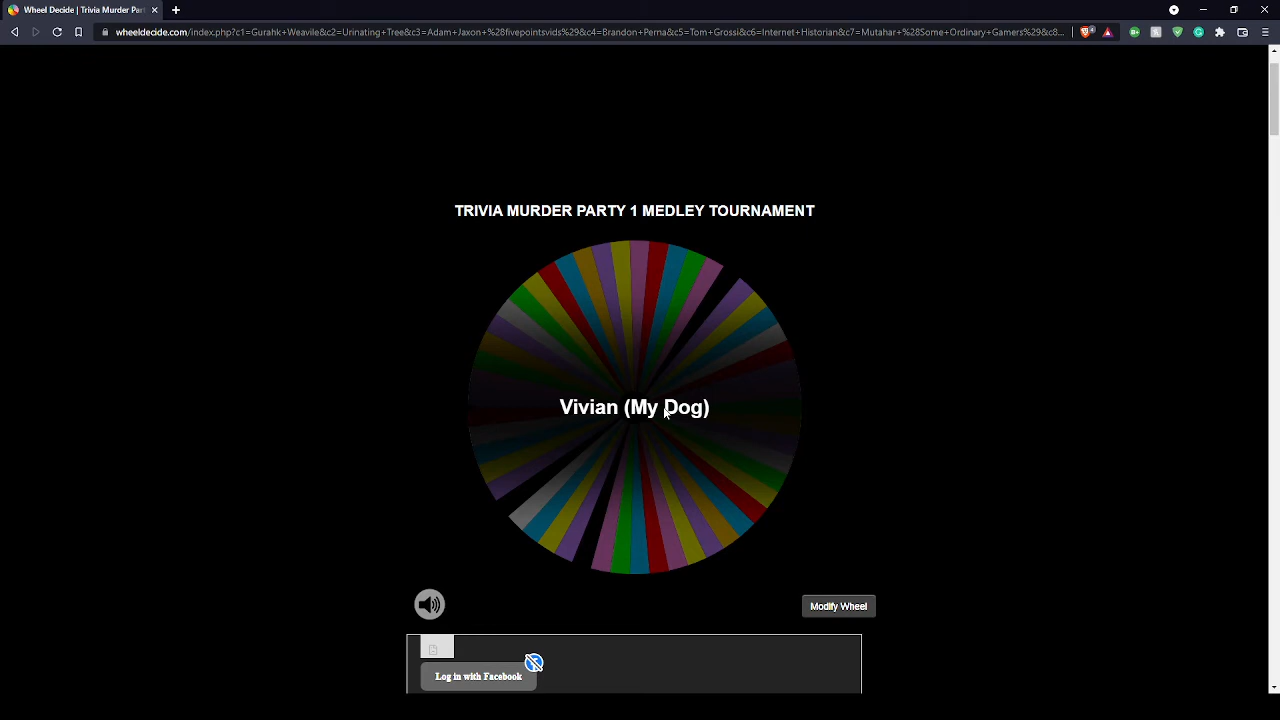 Wheel Decide | Trivia Murder Par
wheeldecide.com/index.php?c1=Gurahk+Weavile&c2=Urinating+Tree&c3=Adam+Jaxon+%28fivepointsvids%29&c4=Brandon+Perna&c5=Tom+Grossi&c6=Internet+Historian&c7=Mutahar+%28Some+Ordinary+Gamers%29&c8...
TRIVIA MURDER PARTY 1 MEDLEY TOURNAMENT
Vivian (My Dog)
Modify Wheel
Log in with Facebook